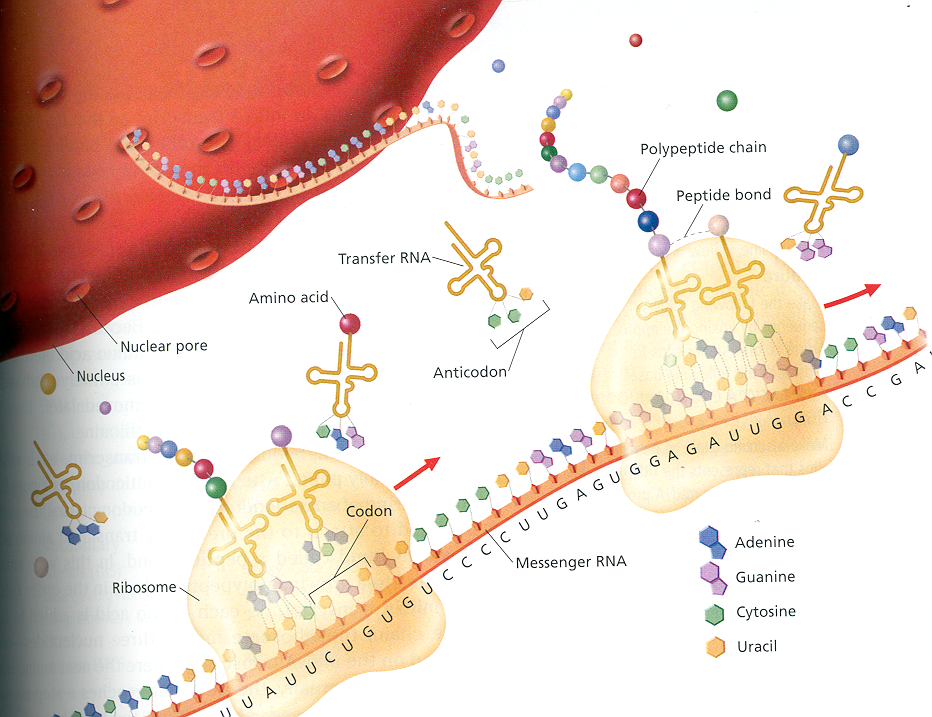 Polypeptide chain
Peptide bond
Transfer RNA
Amino acid
Nuclear pore
Nucleus
Anticodon
Codon
Messenger RNA
Ribosome
U U A U U C U G U G U C C C C U U G A G U G G A G A U U G G A C C G A
Adenine
Guanine
Cytosine
Uracil